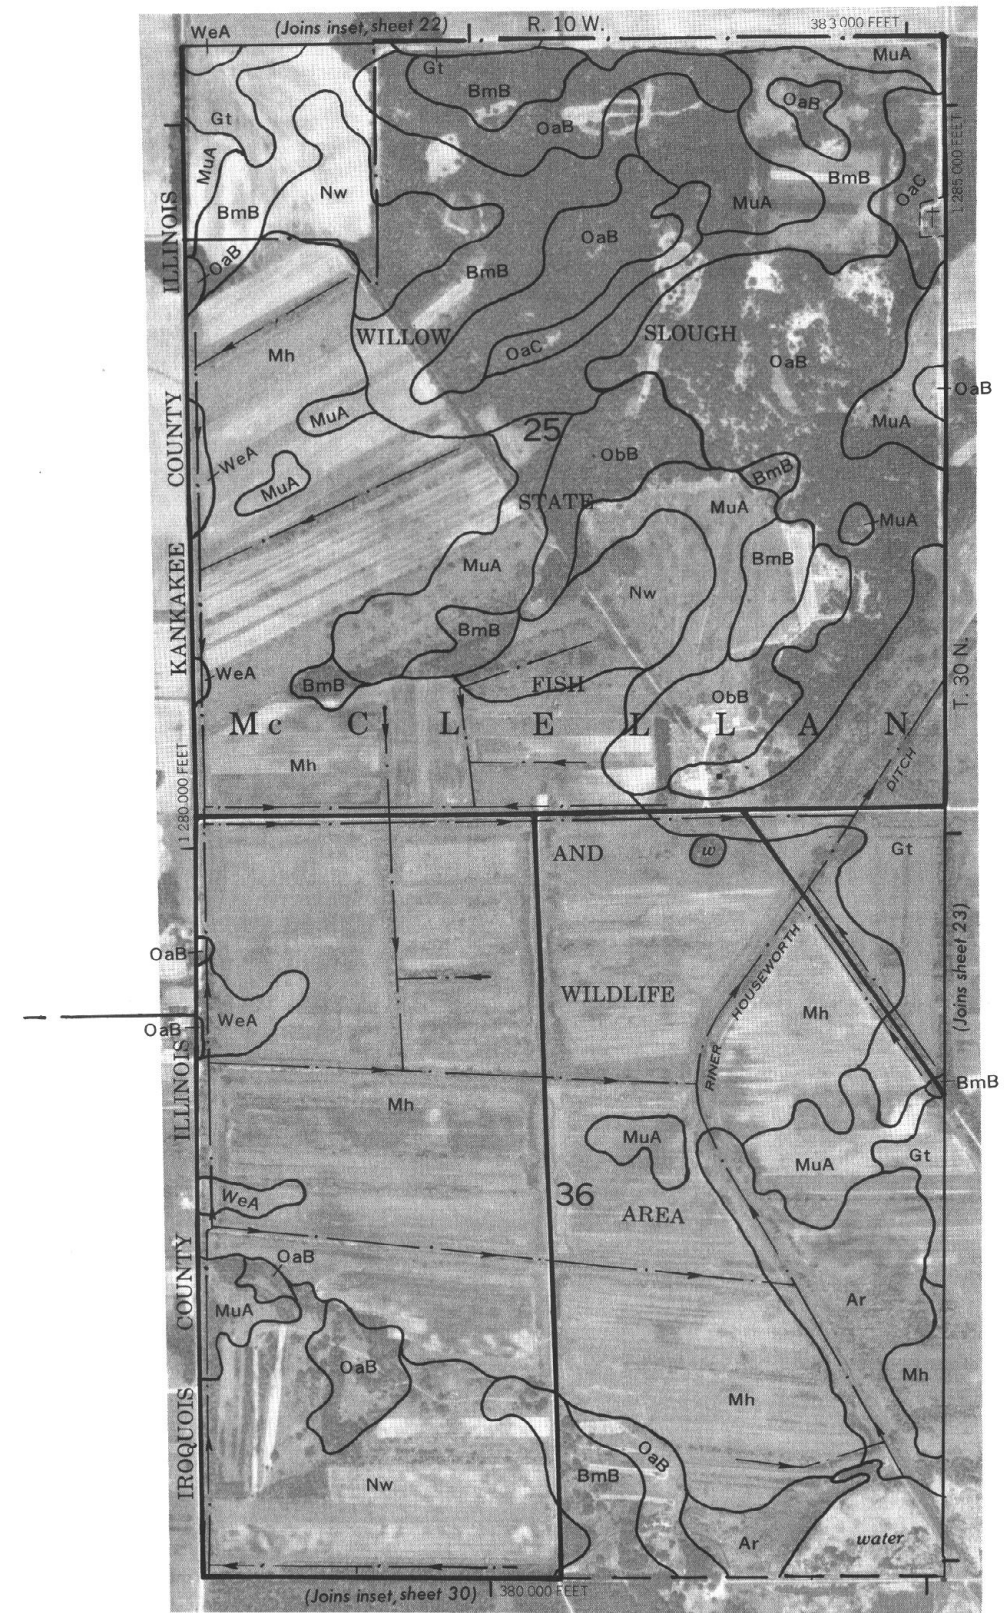 WeA (Joins inset, sheet 22) R. 10 W. 383 000 FEET
MuA
Gt
BmB
OaB
Gt
OaB
1 285 000 FEET
MuA
BmB
OaC
Nw
MuA
BmB
OaB
OaB
BmB
ILLINOIS
WILLOW
SLOUGH
Mh
OaC
OaB
OaB
MuA
MuA
COUNTY
25
WeA
ObB
BmB
MuA
STATE
MuA
MuA
KANKAKEE
MuA
BmB
Nw
BmB
T. 30 N.
WeA
BmB
FISH
ObB
Mc C L E L L A N
1 280 000 FEET
Mh
DITCH
AND
w
Gt
(Joins sheet 23)
OaB
HOUSEWORTH
WILDLIFE
Mh
WeA
OaB
RINER
BmB
ILLINOIS
Mh
MuA
Gt
MuA
WeA
36
AREA
OaB
COUNTY
MuA
Ar
OaB
Mh
IROQUOIS
Mh
OaB
BmB
Nw
Ar
water
(Joins inset, sheet 30) 380 000 FEET